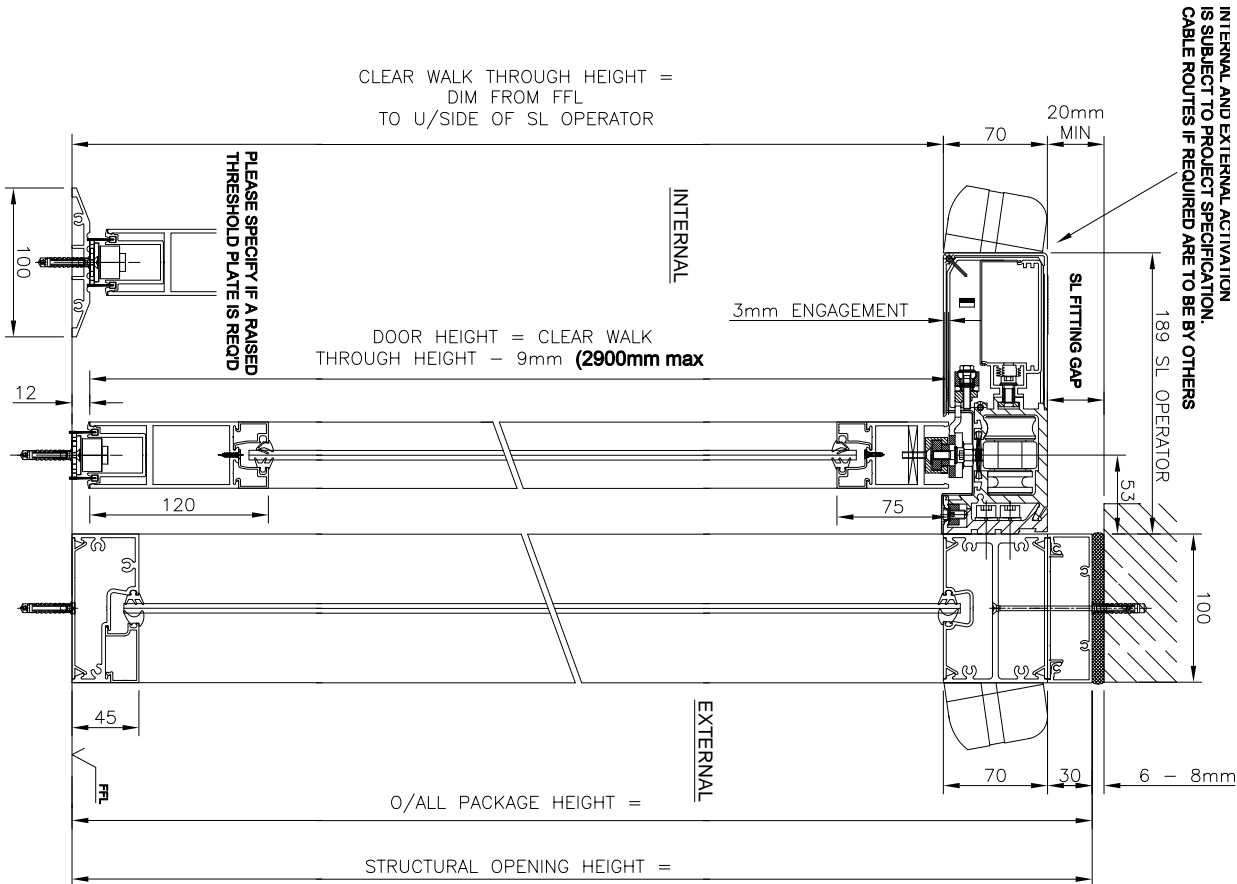 INTERNAL AND EXTERNAL ACTIVATION
IS SUBJECT TO PROJECT SPECIFICATION.
CABLE ROUTES IF REQUIRED ARE TO BE BY OTHERS
CLEAR WALK THROUGH HEIGHT =
DIM FROM FFL
TO U/SIDE OF SL OPERATOR
70
20mm
MIN
SL FITTING GAP
189 SL OPERATOR
PLEASE SPECIFY IF A RAISED
THRESHOLD PLATE IS REQ'D
100
INTERNAL
3mm ENGAGEMENT
DOOR HEIGHT = CLEAR WALK
THROUGH HEIGHT - 9mm (2900mm max
12
53
120
75
100
45
EXTERNAL
FFL
70
30
6 - 8mm
O/ALL PACKAGE HEIGHT =
STRUCTURAL OPENING HEIGHT =